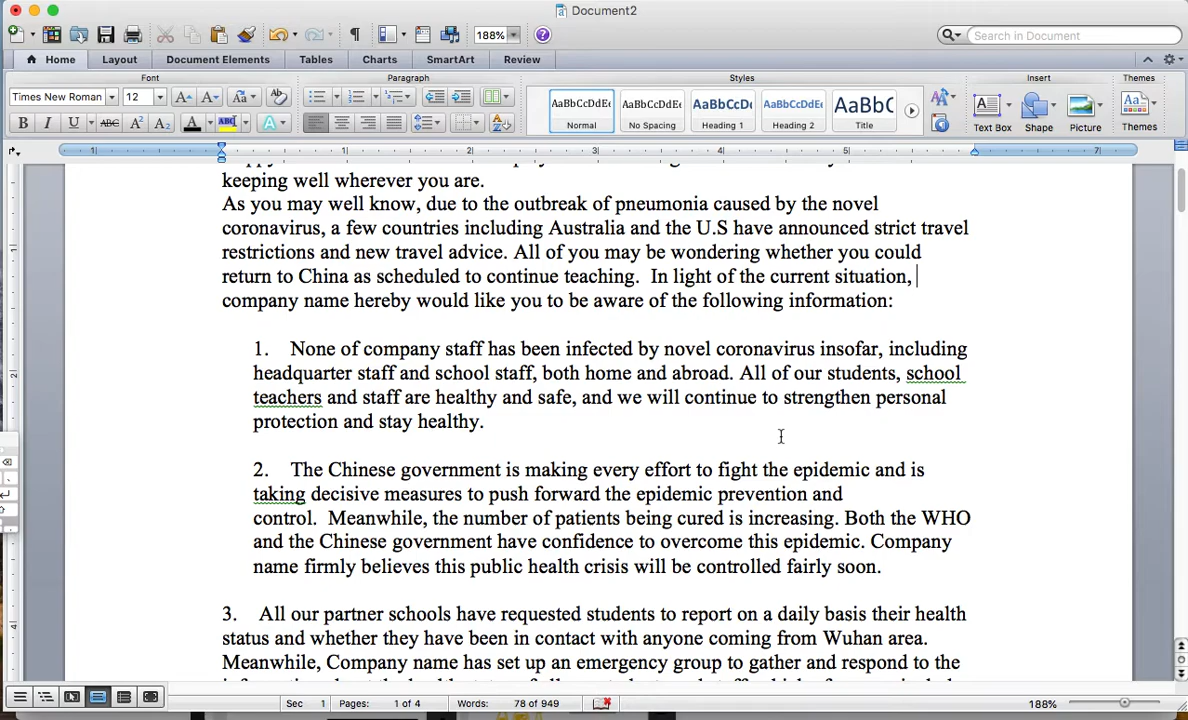 Document2
188%
Search in Document
Home
Layout
Document Elements
Tables
Charts
SmartArt
Review
Font
Paragraph
Styles
Insert
Themes
Times New Roman
12
AaBbCcDdEe
Normal
AaBbCcDdEe
No Spacing
AaBbCcDc
Heading 1
AaBbCcDdEe
Heading 2
AaBbC
Title
Text Box
Shape
Picture
Themes
keeping well wherever you are.
As you may well know, due to the outbreak of pneumonia caused by the novel
coronavirus, a few countries including Australia and the U.S have announced strict travel
restrictions and new travel advice. All of you may be wondering whether you could
return to China as scheduled to continue teaching.  In light of the current situation,
company name hereby would like you to be aware of the following information:
1.    None of company staff has been infected by novel coronavirus insofar, including
headquarter staff and school staff, both home and abroad. All of our students, school
teachers and staff are healthy and safe, and we will continue to strengthen personal
protection and stay healthy.
2.    The Chinese government is making every effort to fight the epidemic and is
taking decisive measures to push forward the epidemic prevention and
control.  Meanwhile, the number of patients being cured is increasing. Both the WHO
and the Chinese government have confidence to overcome this epidemic. Company
name firmly believes this public health crisis will be controlled fairly soon.
3.    All our partner schools have requested students to report on a daily basis their health
status and whether they have been in contact with anyone coming from Wuhan area.
Meanwhile, Company name has set up an emergency group to gather and respond to the
Sec 1
Pages: 1 of 4
Words: 78 of 949
188%